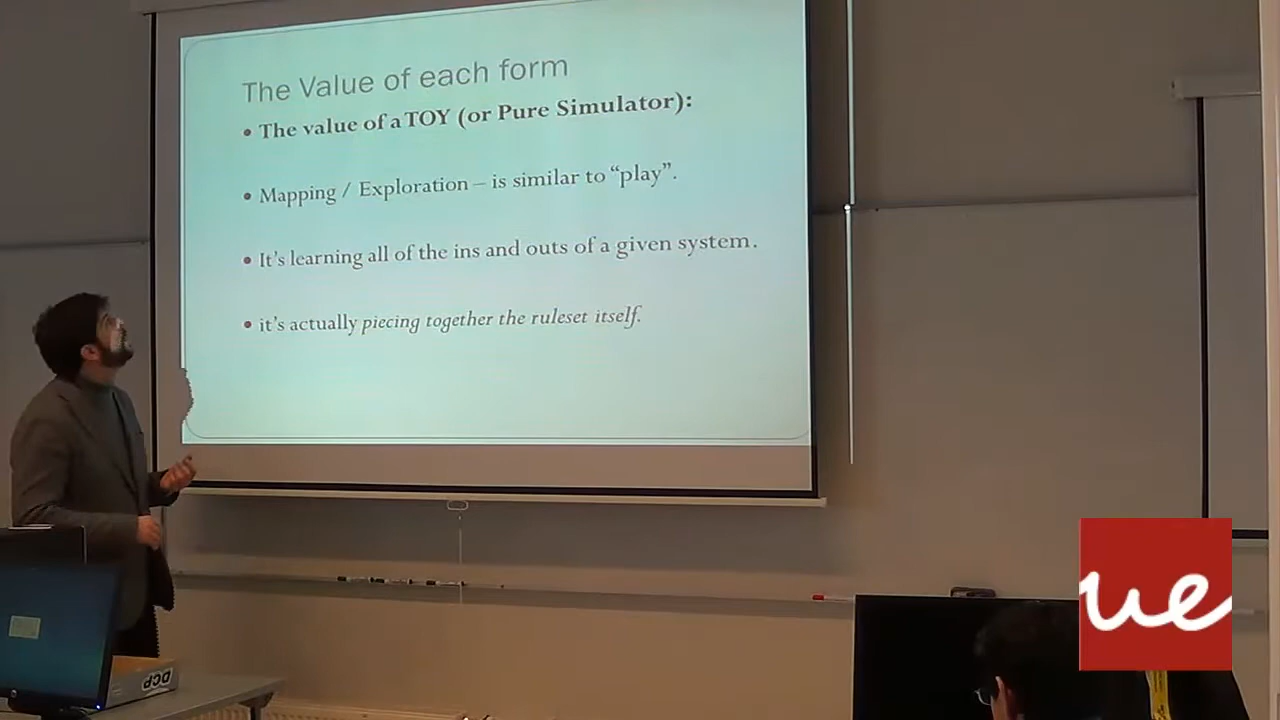 The Value of each form
• The value of a TOY (or Pure Simulator):
• Mapping / Exploration – is similar to “play”.
• It’s learning all of the ins and outs of a given system.
• it’s actually piecing together the ruleset itself.
DCP
ue